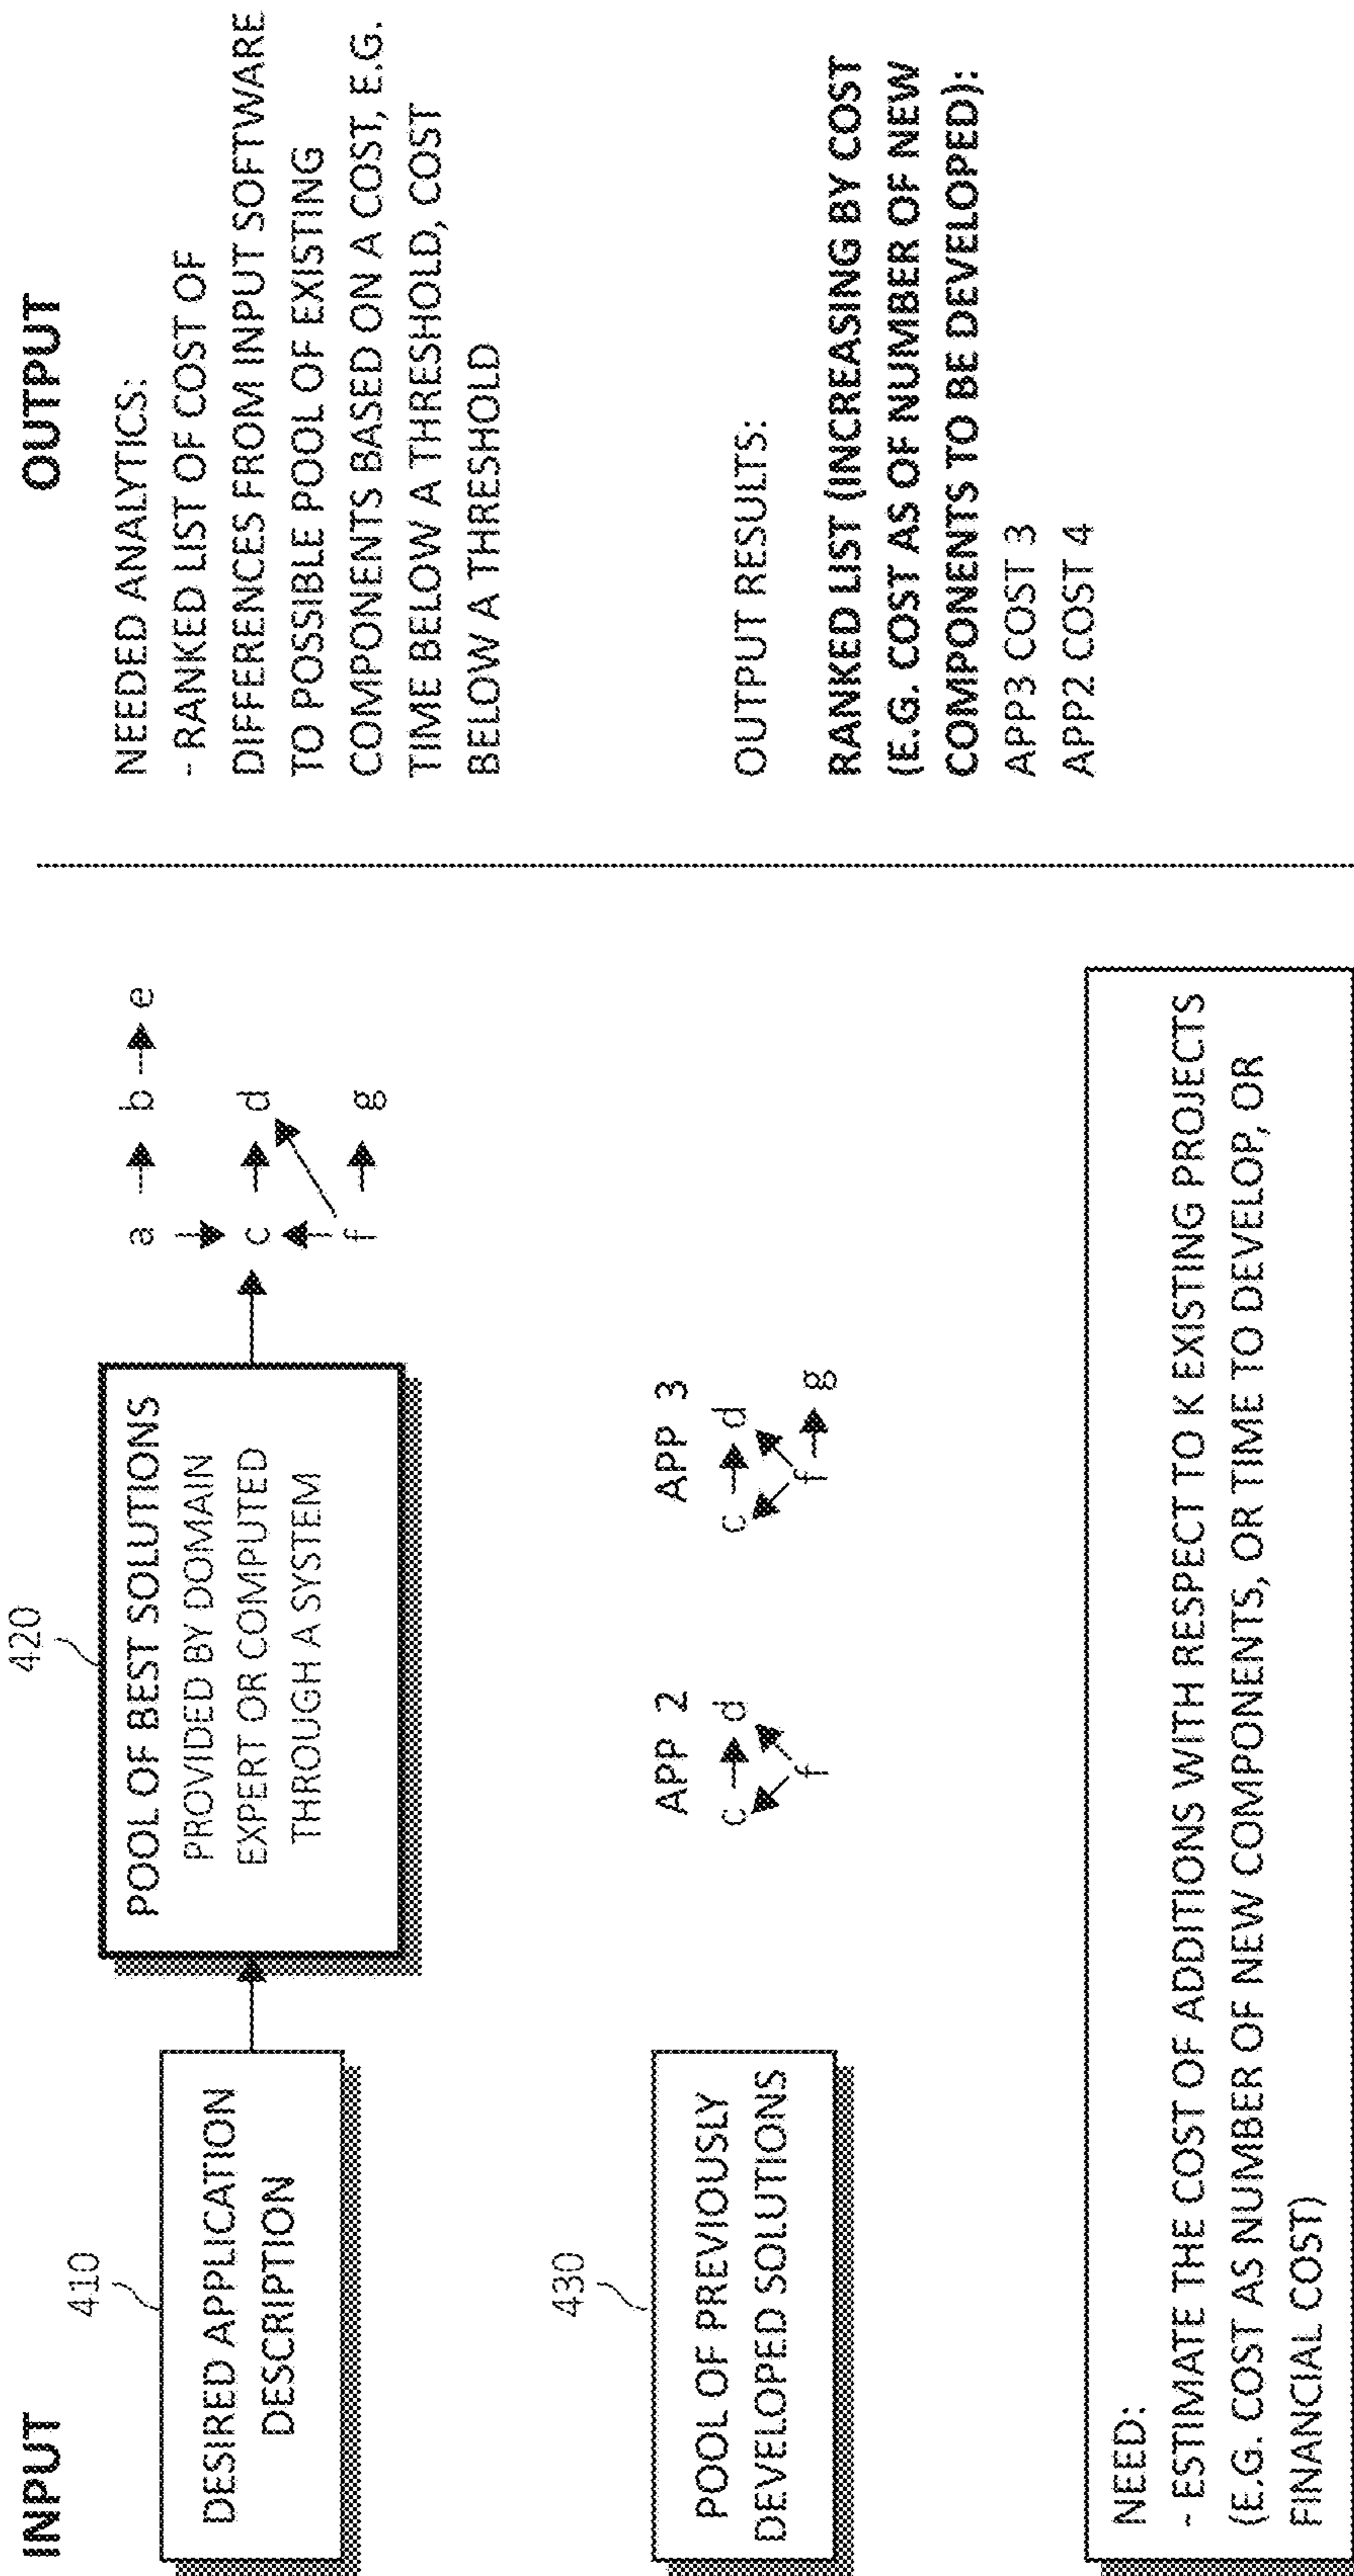 INPUT
410
DESIRED APPLICATION
DESCRIPTION
420
POOL OF BEST SOLUTIONS
PROVIDED BY DOMAIN
EXPERT OR COMPUTED
THROUGH A SYSTEM
a b e
c d
f g
430
POOL OF PREVIOUSLY
DEVELOPED SOLUTIONS
APP 2
c d
f
APP 3
c d
f g
NEED:
- ESTIMATE THE COST OF ADDITIONS WITH RESPECT TO K EXISTING PROJECTS
(E.G. COST AS NUMBER OF NEW COMPONENTS, OR TIME TO DEVELOP, OR
FINANCIAL COST)
OUTPUT
NEEDED ANALYTICS:
- RANKED LIST OF COST OF
DIFFERENCES FROM INPUT SOFTWARE
TO POSSIBLE POOL OF EXISTING
COMPONENTS BASED ON A COST, E.G.
TIME BELOW A THRESHOLD, COST
BELOW A THRESHOLD
OUTPUT RESULTS:
RANKED LIST (INCREASING BY COST
(E.G. COST AS OF NUMBER OF NEW
COMPONENTS TO BE DEVELOPED):
APP3 COST 3
APP2 COST 4